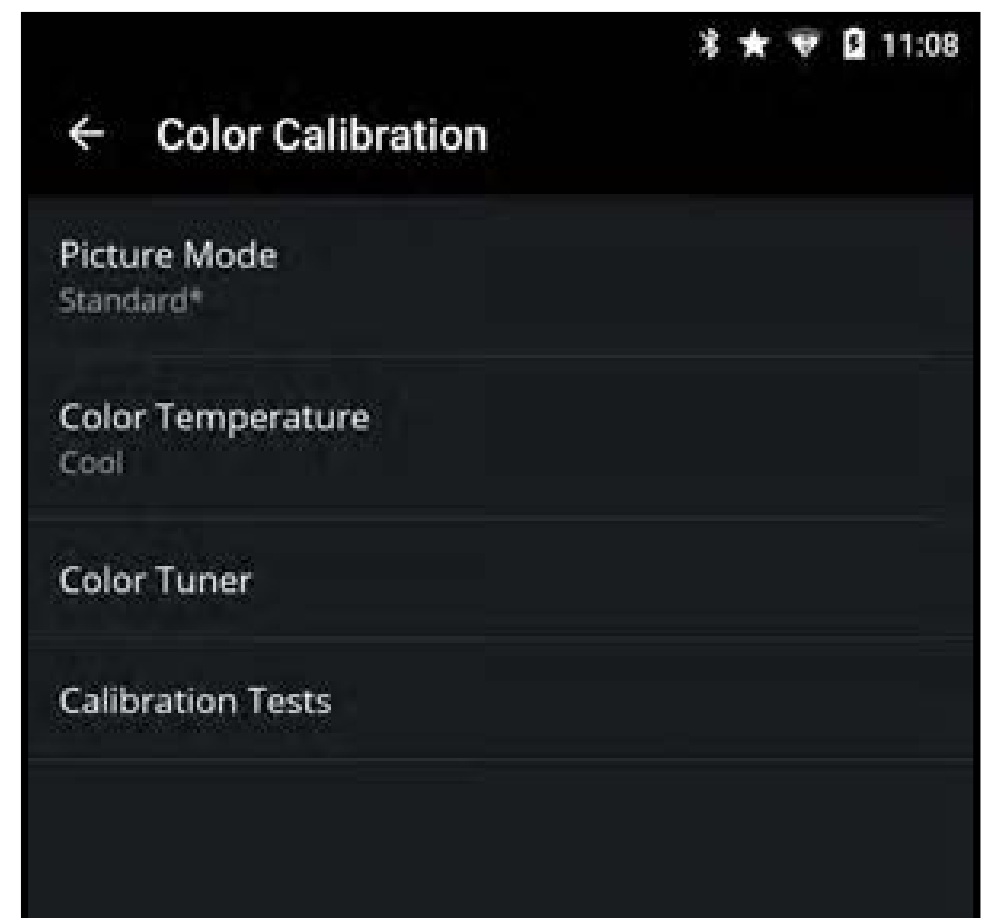 11:08
Color Calibration
Picture Mode
Standard*
Color Temperature
Cool
Color Tuner
Calibration Tests